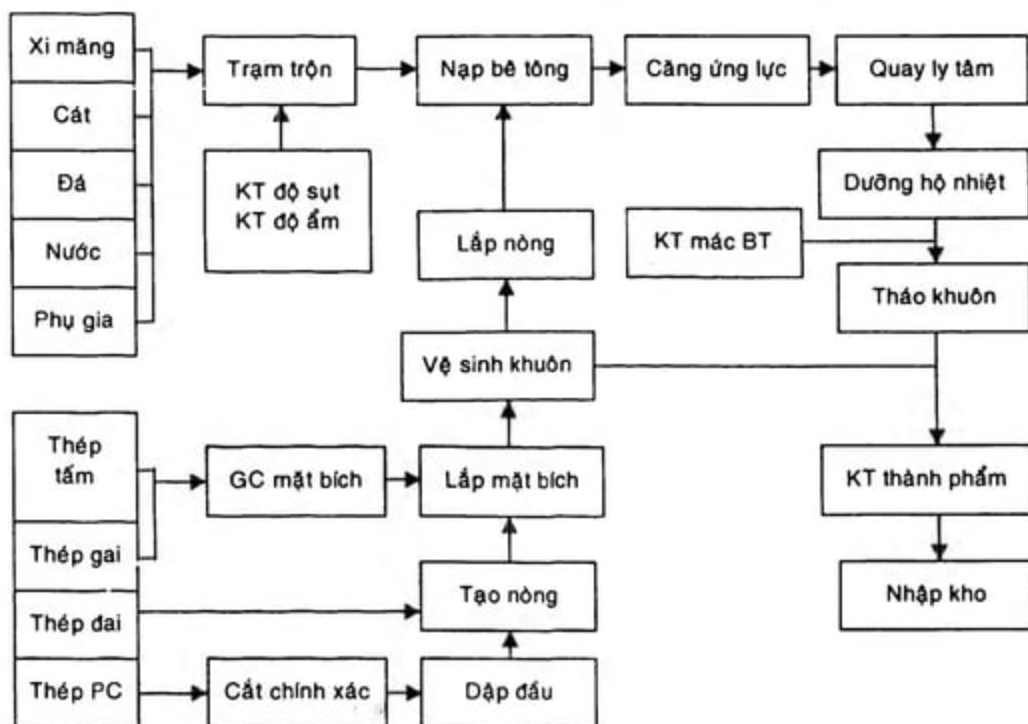 Xi măng
Cát
Đá
Nước
Phụ gia
Trạm trộn
KT độ sụt
KT độ ẩm
Nạp bê tông
Căng ứng lực
Quay ly tâm
Dưỡng hộ nhiệt
KT mác BT
Tháo khuôn
Lắp nòng
Vệ sinh khuôn
Thép
tấm
Thép gai
Thép đai
Thép PC
GC mặt bích
Lắp mặt bích
Tạo nòng
Cắt chính xác
Dập đầu
KT thành phẩm
Nhập kho